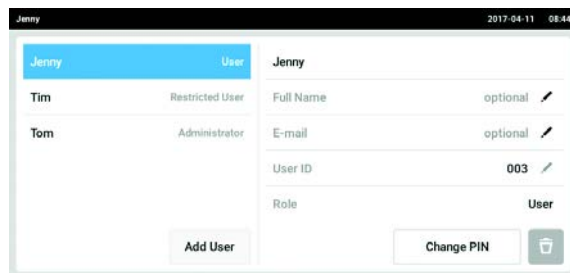 Jenny 2017-04-11 08:44
Jenny User
Tim Restricted User
Tom Administrator
Add User
Jenny
Full Name optional
E-mail optional
User ID 003
Role User
Change PIN